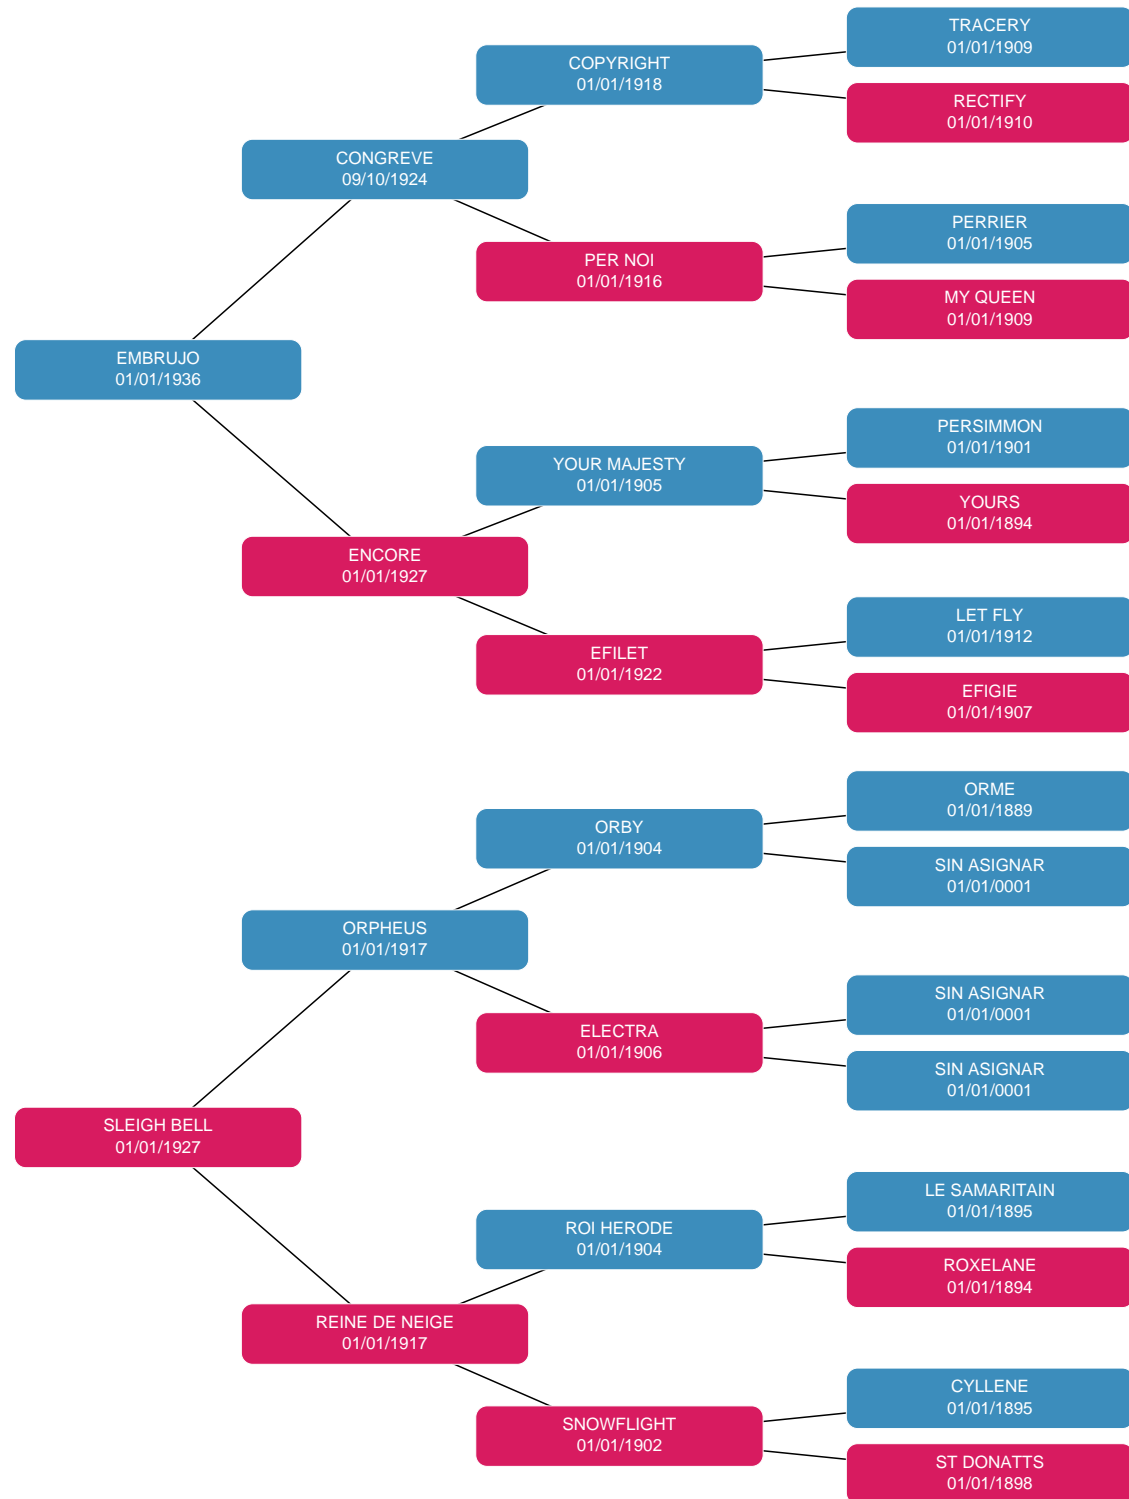 TRACERY
01/01/1909
COPYRIGHT
01/01/1918
RECTIFY
01/01/1910
CONGREVE
09/10/1924
PERRIER
01/01/1905
PER NOI
01/01/1916
MY QUEEN
01/01/1909
EMBRUJO
01/01/1936
PERSIMMON
01/01/1901
YOUR MAJESTY
01/01/1905
YOURS
01/01/1894
ENCORE
01/01/1927
LET FLY
01/01/1912
EFILET
01/01/1922
EFIGIE
01/01/1907
ORME
01/01/1889
ORBY
01/01/1904
SIN ASIGNAR
01/01/0001
ORPHEUS
01/01/1917
SIN ASIGNAR
01/01/0001
ELECTRA
01/01/1906
SIN ASIGNAR
01/01/0001
SLEIGH BELL
01/01/1927
LE SAMARITAIN
01/01/1895
ROI HERODE
01/01/1904
ROXELANE
01/01/1894
REINE DE NEIGE
01/01/1917
CYLLENE
01/01/1895
SNOWFLIGHT
01/01/1902
ST DONATTS
01/01/1898